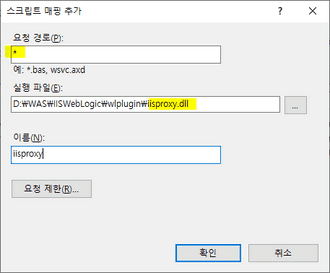 스크립트 매핑 추가
요청 경로(P):
*
예: *.bas, wsvc.axd
실행 파일(E):
D:₩WAS₩IISWebLogic₩wlplugin₩iisproxy.dll
...
이름(N):
iisproxy
요청 제한(R)...
확인
취소